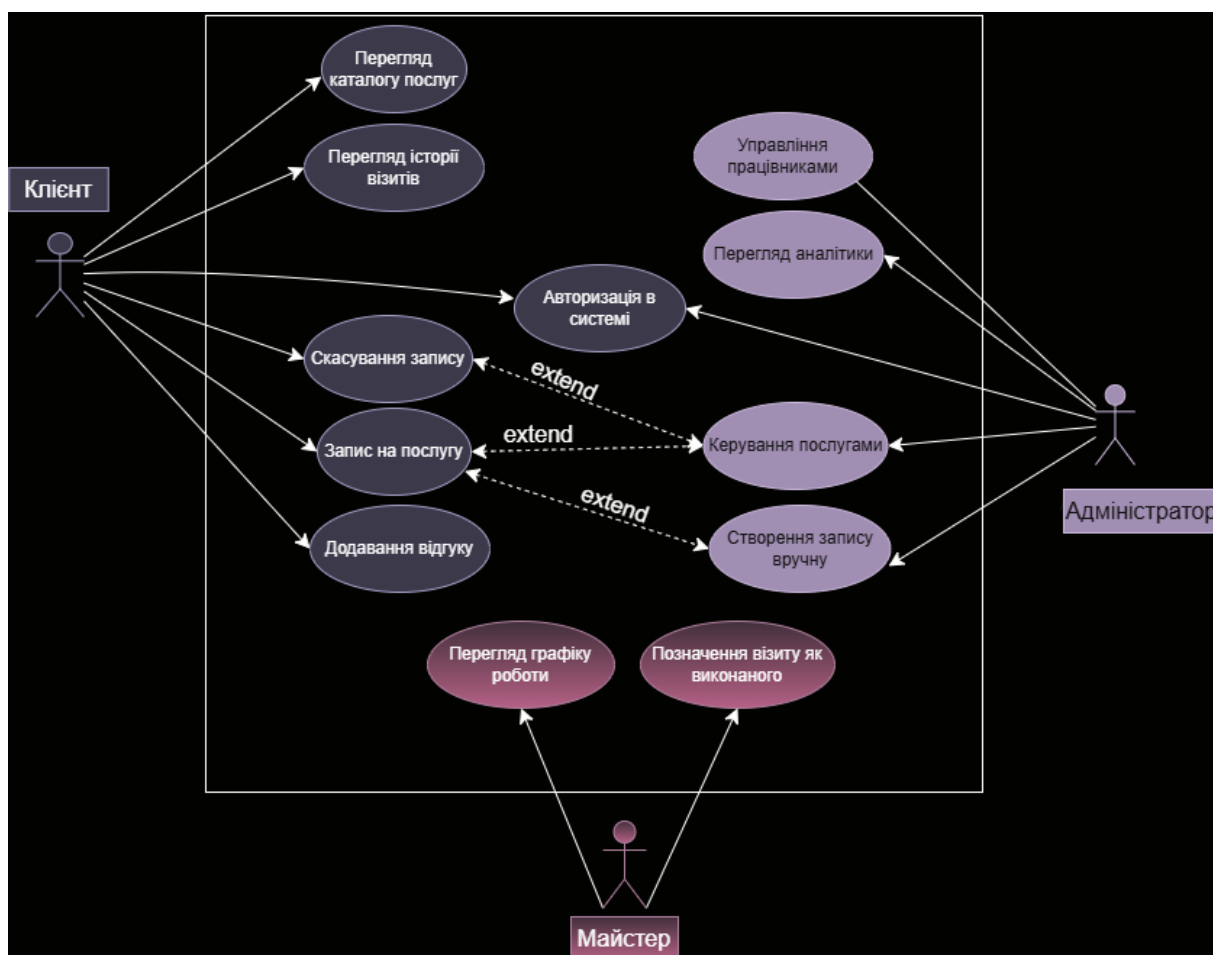 Перегляд
каталогу послуг
Перегляд історії
візитів
Управління
працівниками
Клієнт
Перегляд аналітики
Авторизація в
системі
Скасування запису
extend
Запис на послугу
extend
Керування послугами
extend
Адміністратор
Створення запису
вручну
Додавання відгуку
Перегляд графіку
роботи
Позначення візиту як
виконаного
Майстер